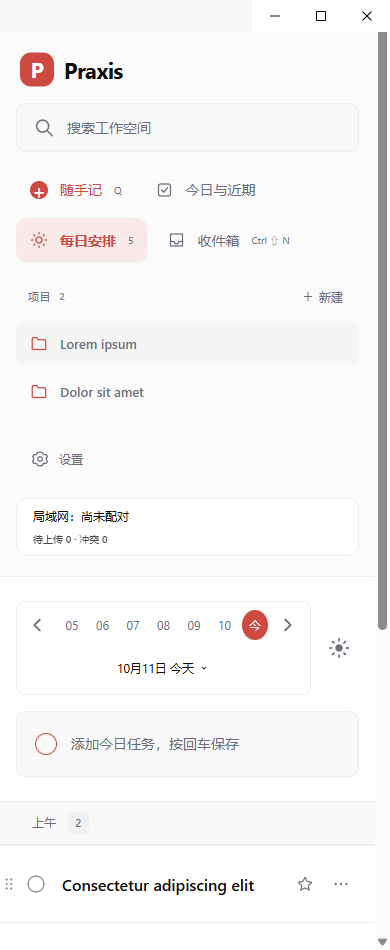 P Praxis
搜索工作空间
随手记 Q 今日与近期
每日安排 5 收件箱 Ctrl ⇧ N
项目 2 + 新建
Lorem ipsum
Dolor sit amet
设置
局域网：尚未配对
待上传 0 · 冲突 0
05 06 07 08 09 10 今
10月11日 今天
添加今日任务，按回车保存
上午 2
Consectetur adipiscing elit